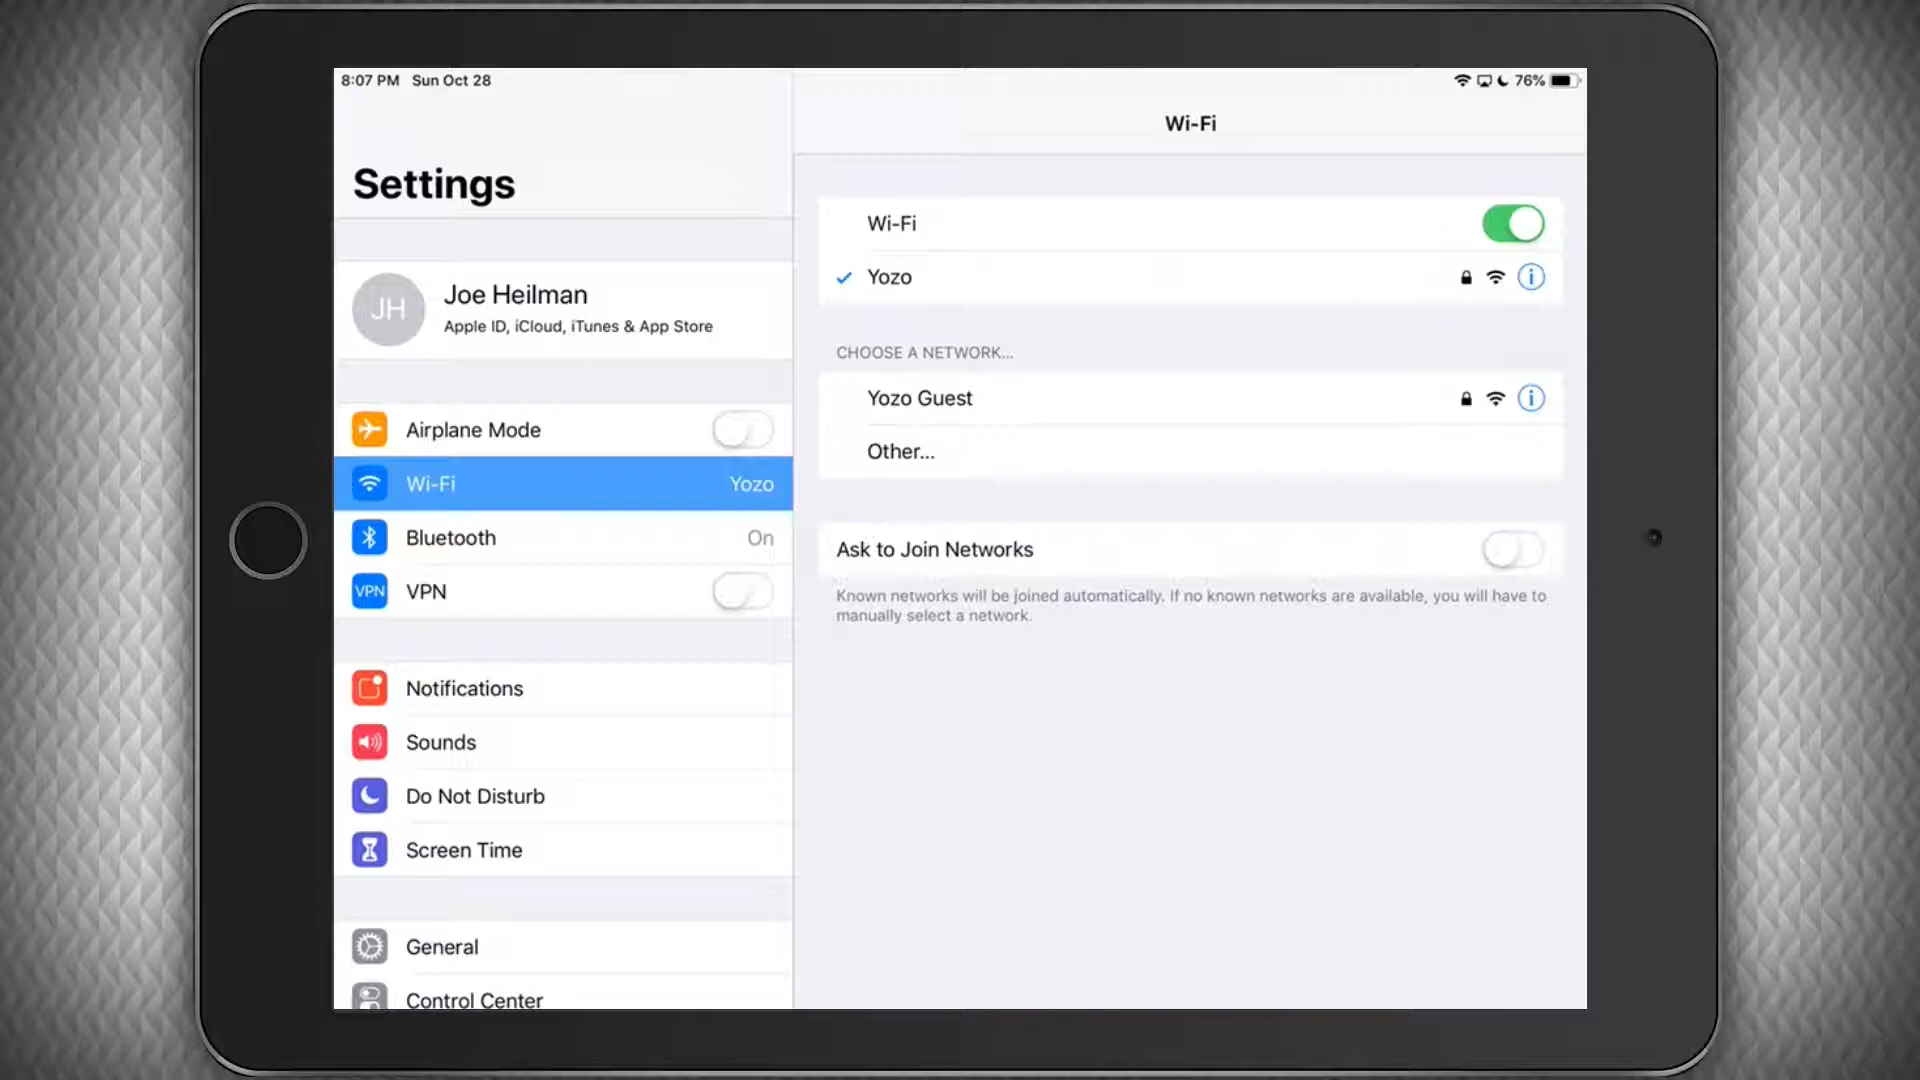 8:07 PM Sun Oct 28
76%
Settings
JH
Joe Heilman
Apple ID, iCloud, iTunes & App Store
Airplane Mode
Wi-Fi Yozo
Bluetooth On
VPN VPN
Notifications
Sounds
Do Not Disturb
Screen Time
General
Control Center
Wi-Fi
Wi-Fi
Yozo
CHOOSE A NETWORK...
Yozo Guest
Other...
Ask to Join Networks
Known networks will be joined automatically. If no known networks are available, you will have to
manually select a network.